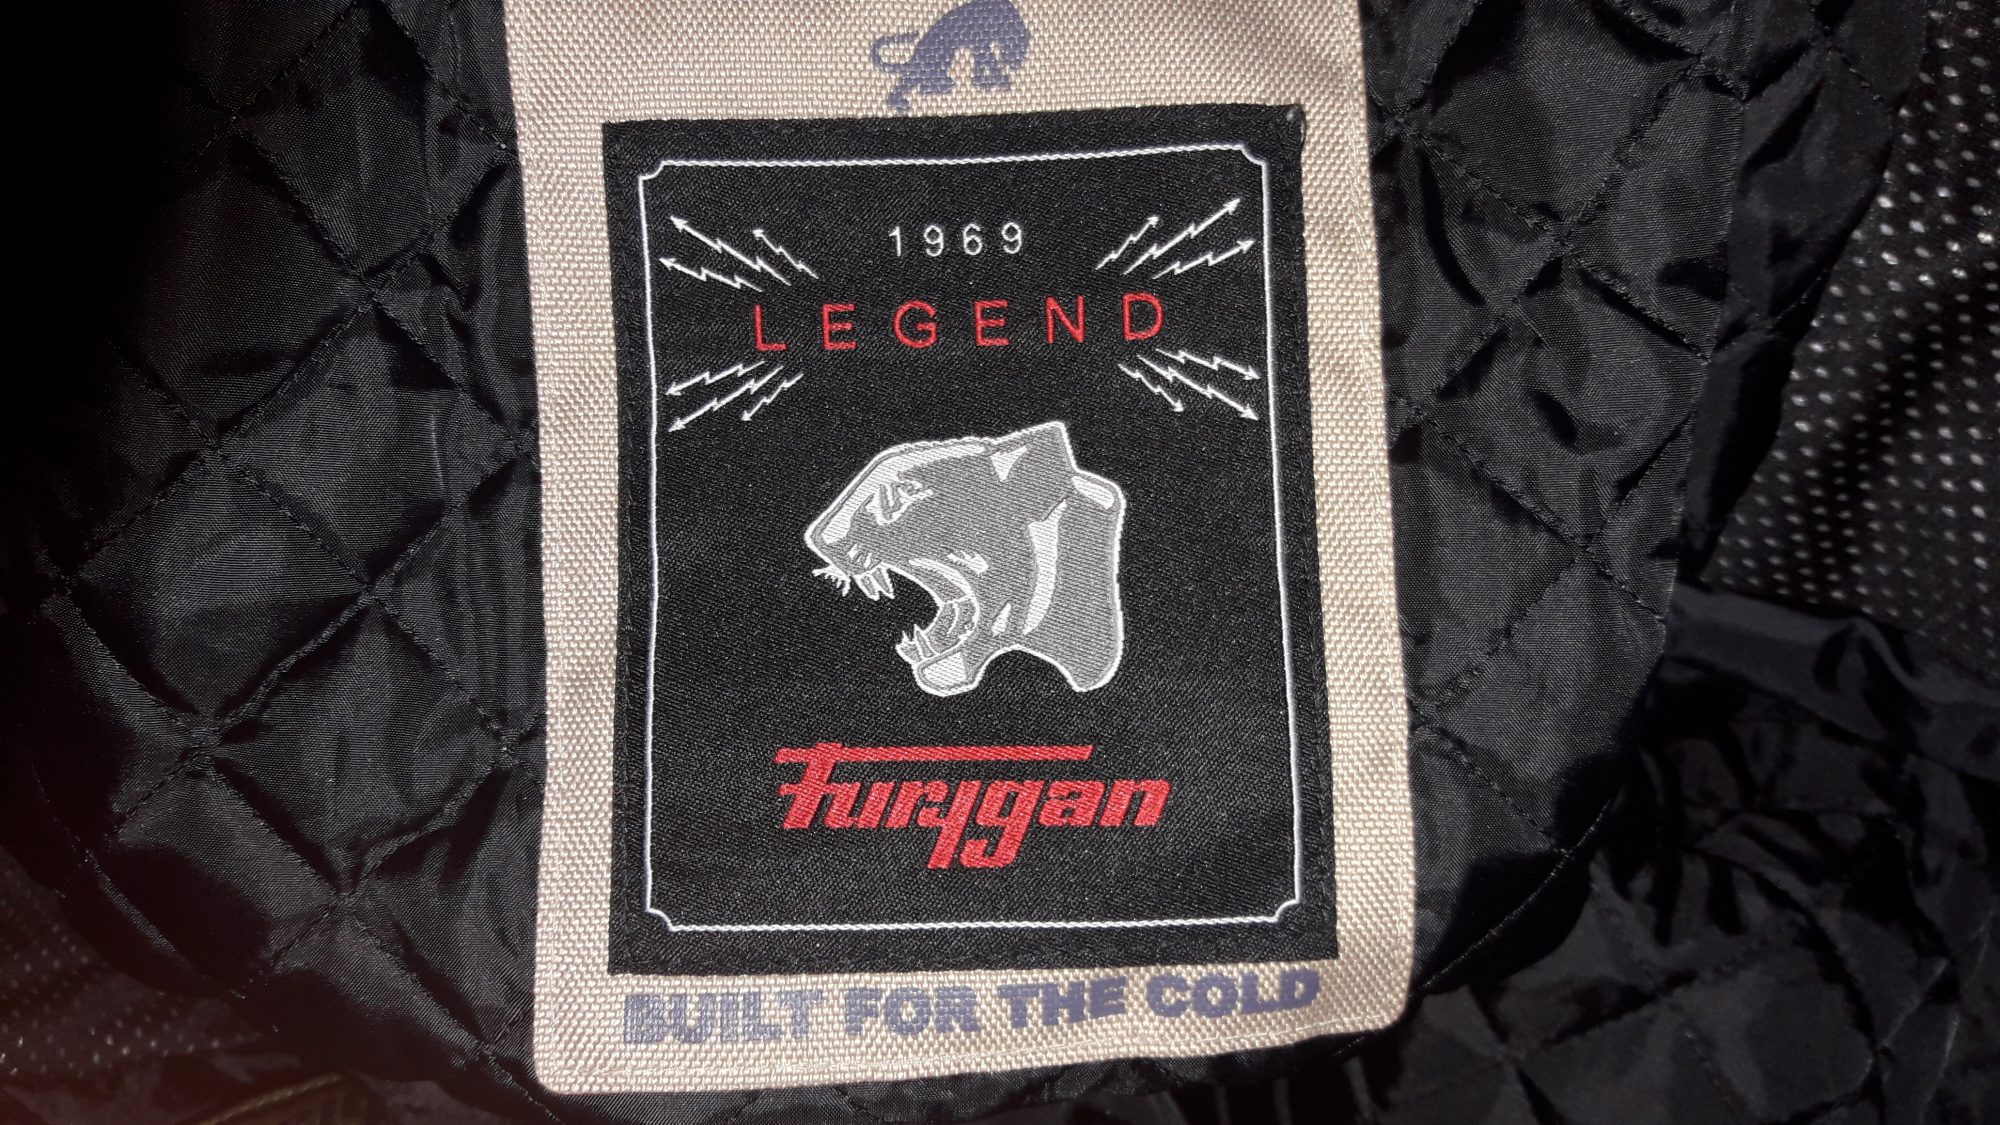 1969
LEGEND
Furygan
BUILT FOR THE COLD